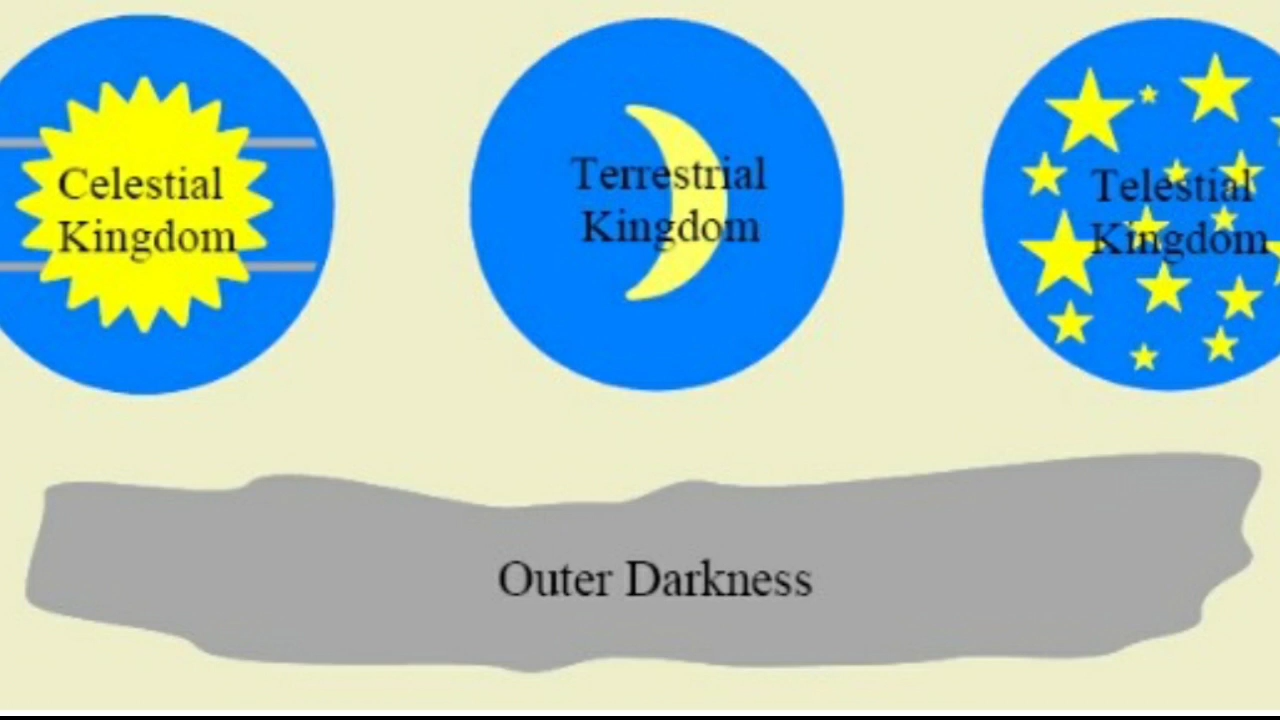 Celestial
Kingdom
Terrestrial
Kingdom
Telestial
Kingdom
Outer Darkness